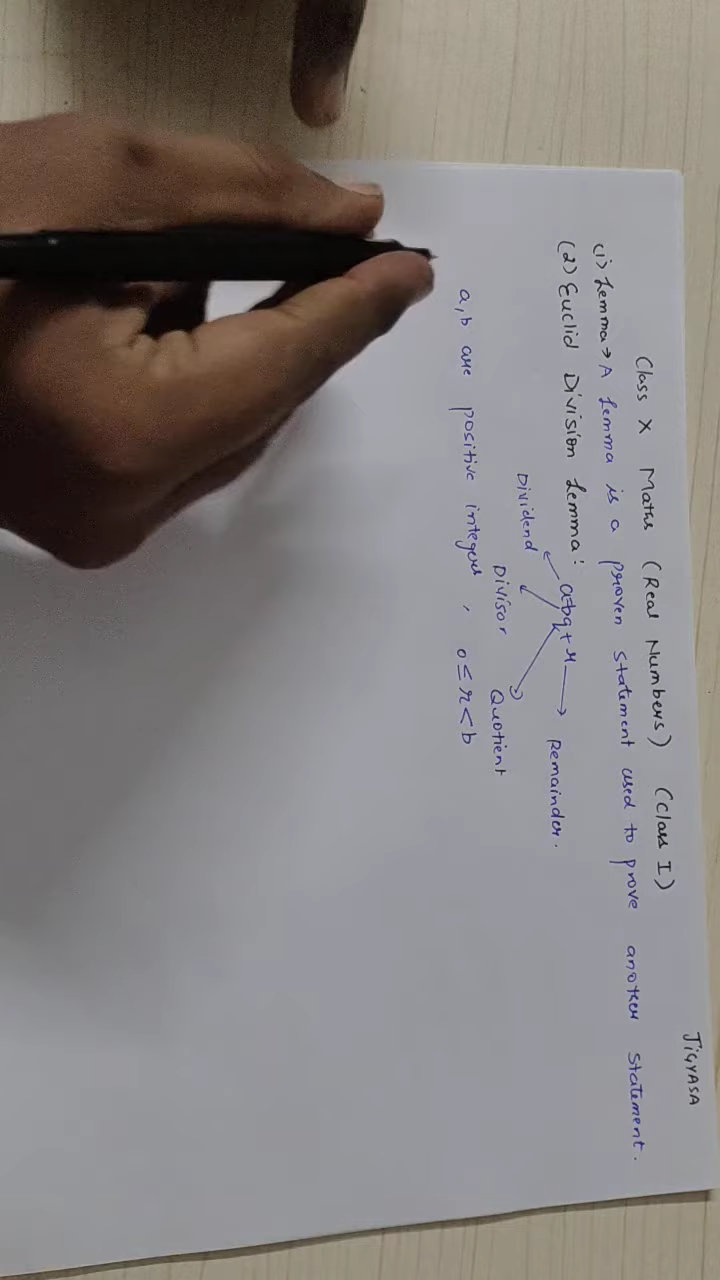 JIGYASA
Class X Maths (Real Numbers) (Class I)
(1) Lemma → A Lemma is a proven statement used to prove another statement.
(2) Euclid Division Lemma: a=bq+r → Remainder.
Dividend
Divisor Quotient
a,b are positive integers, 0≤r<b